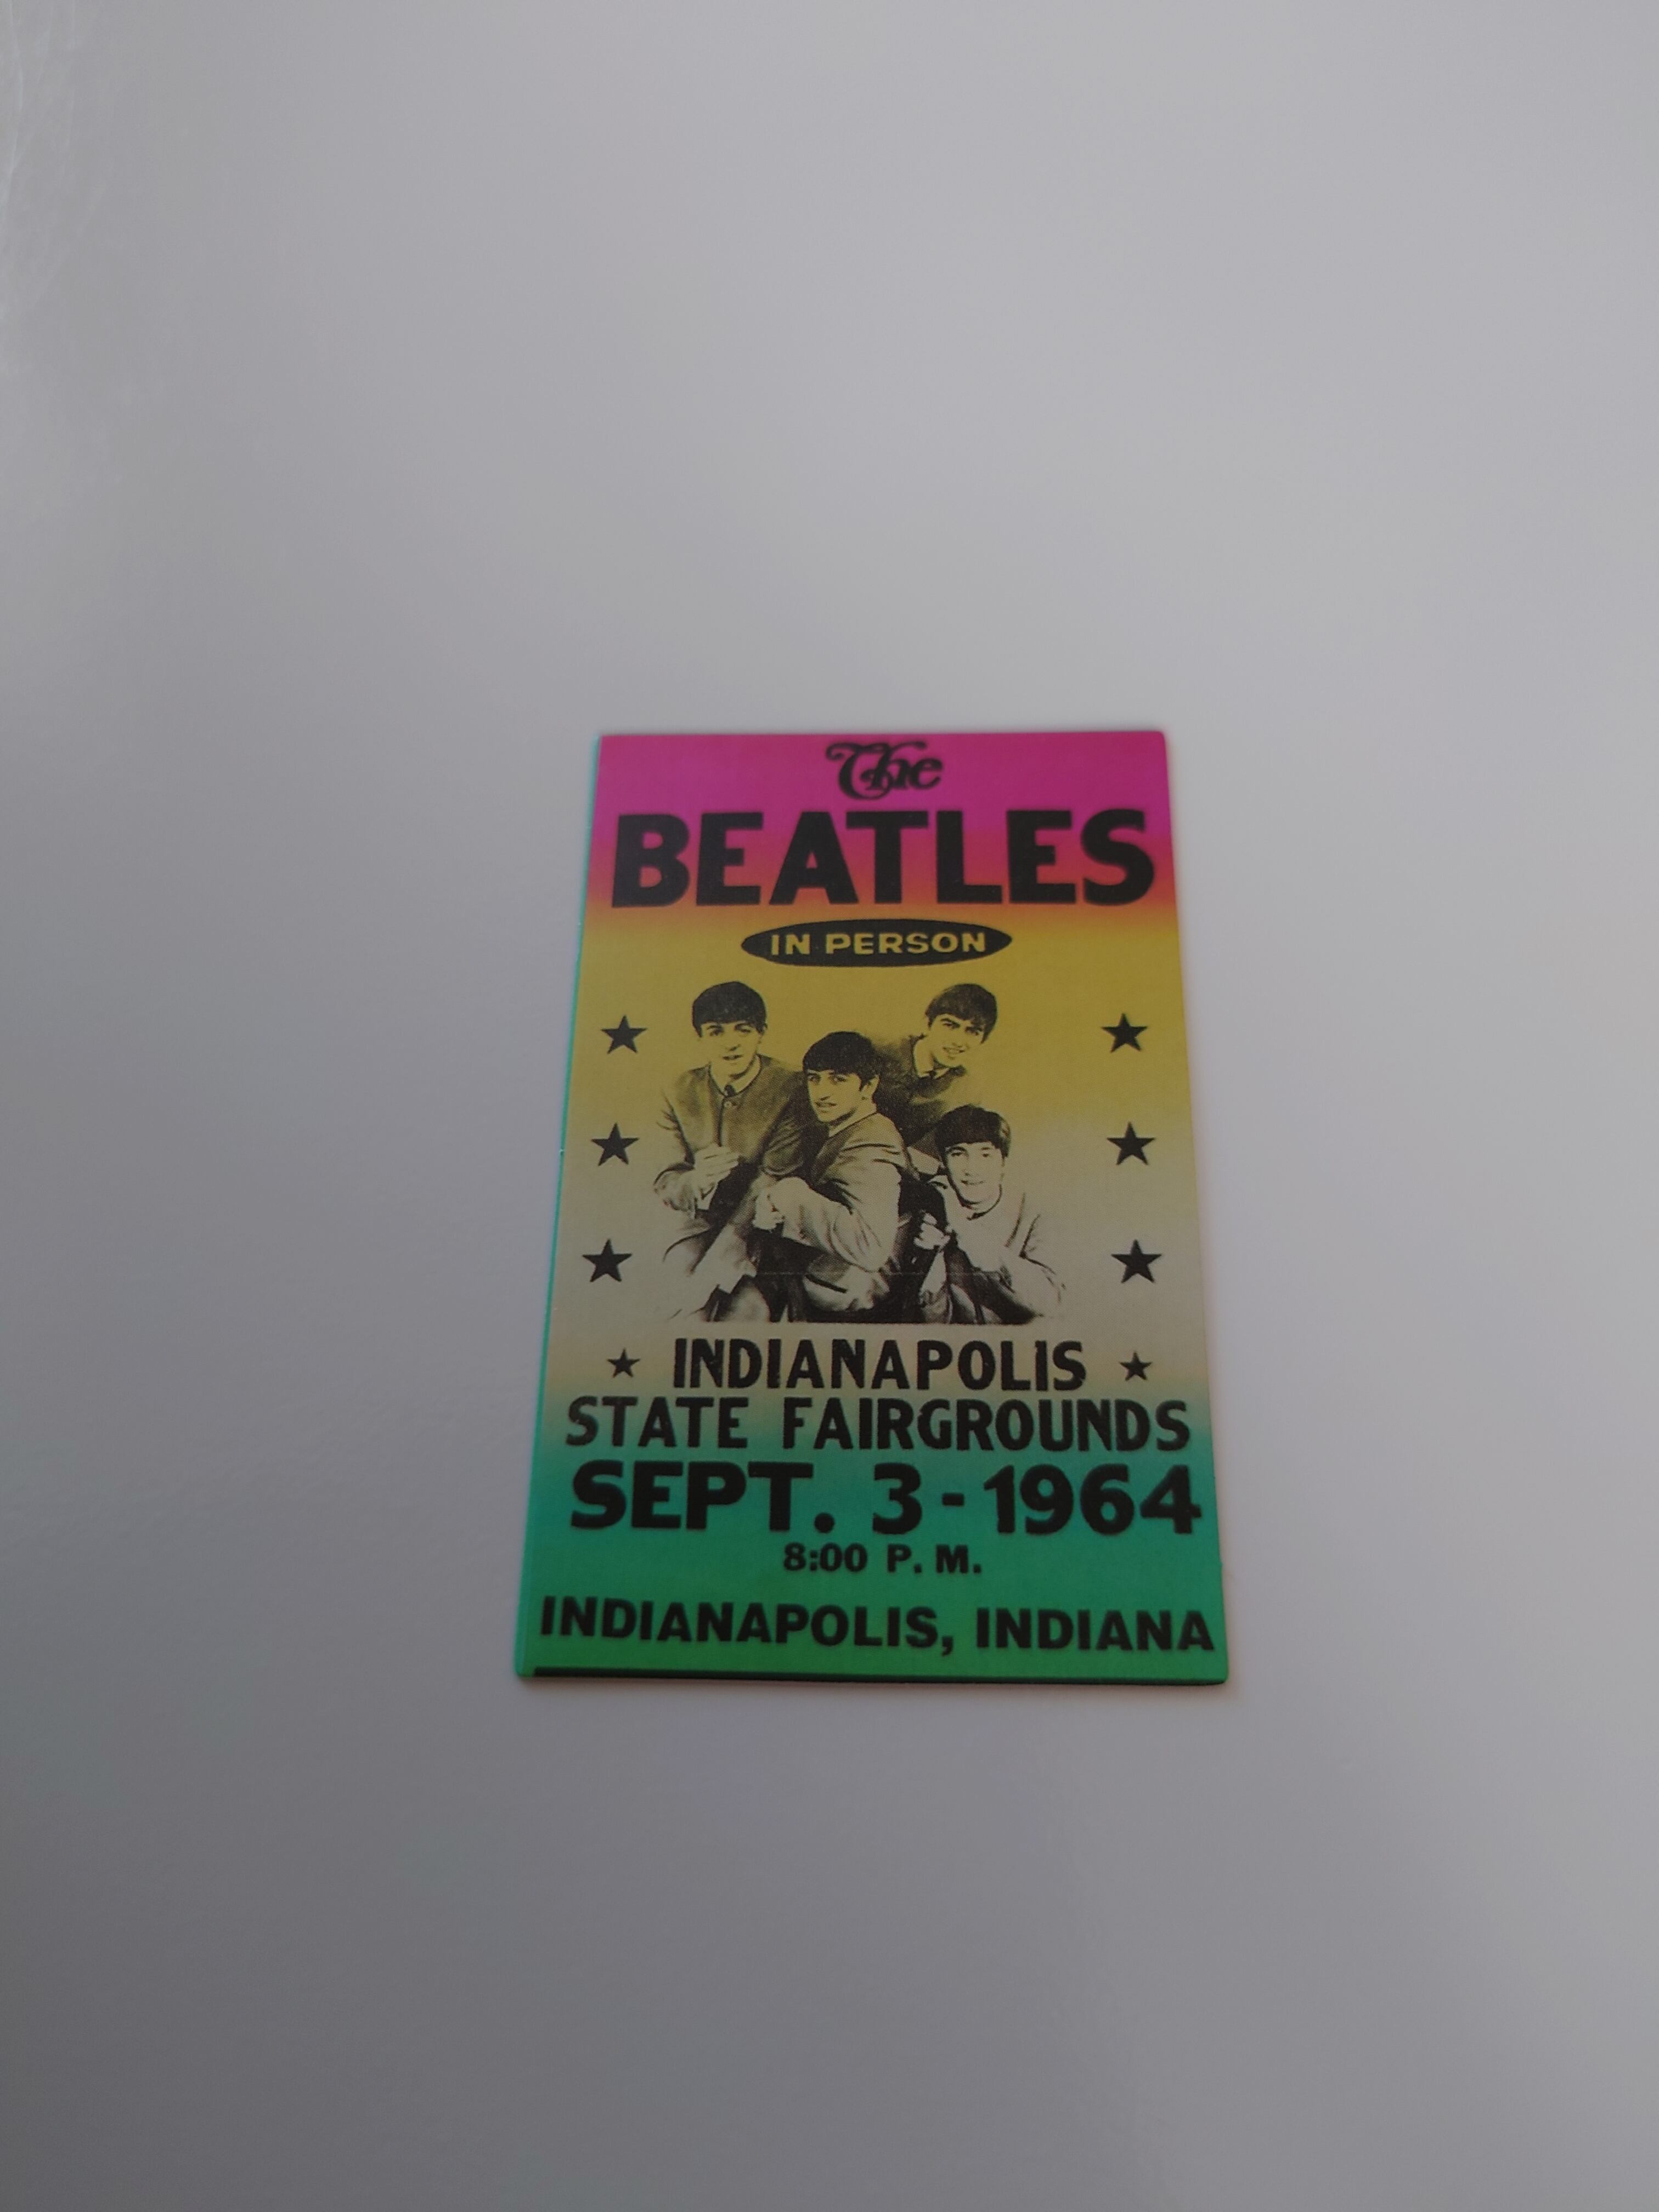 The
BEATLES
IN PERSON
INDIANAPOLIS
STATE FAIRGROUNDS
SEPT. 3-1964
8:00 P.M.
INDIANAPOLIS, INDIANA